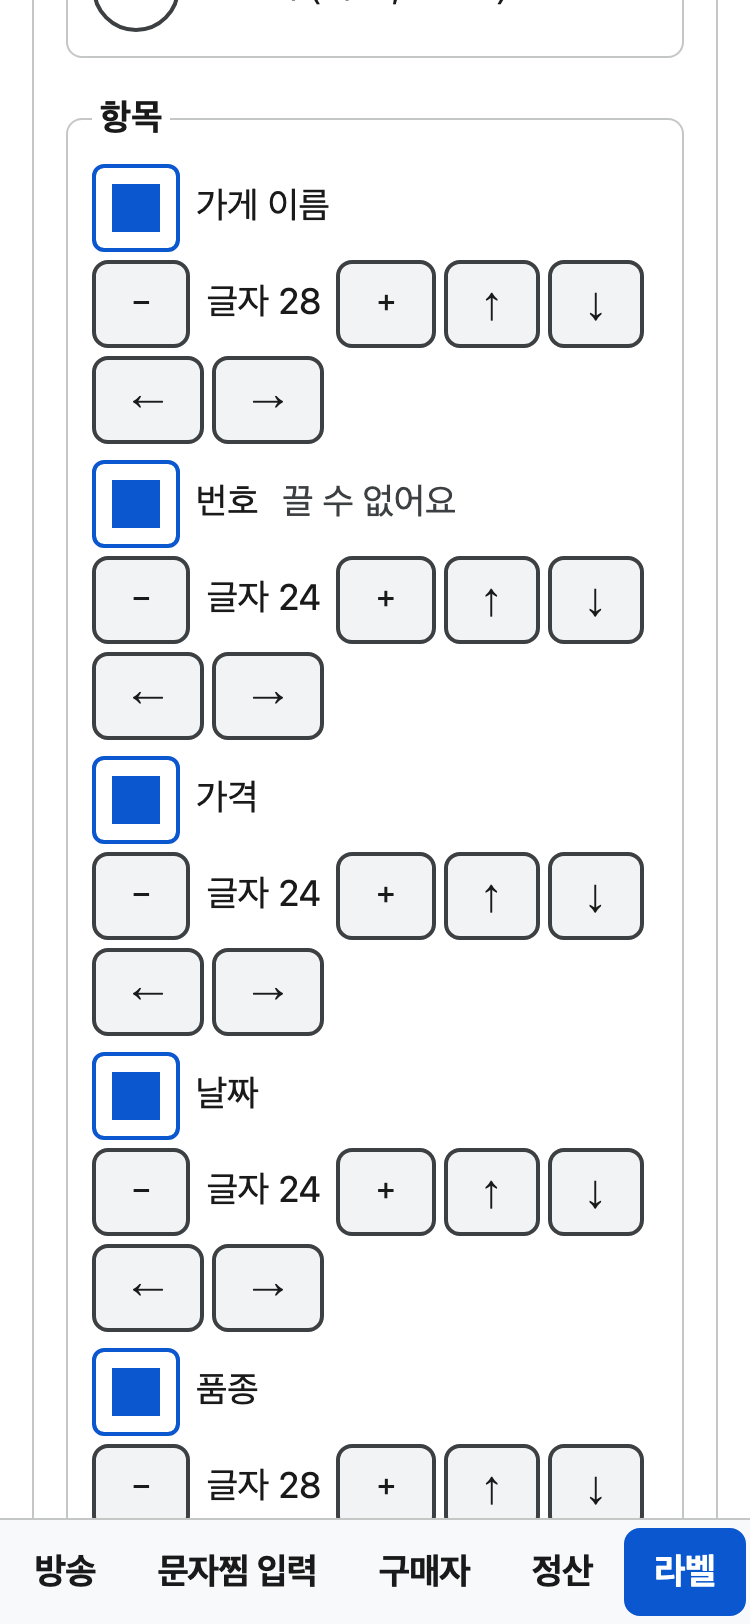 항목
가게 이름
− 글자 28 + ↑ ↓
← →
번호 끌 수 없어요
− 글자 24 + ↑ ↓
← →
가격
− 글자 24 + ↑ ↓
← →
날짜
− 글자 24 + ↑ ↓
← →
품종
− 글자 28 + ↑ ↓
방송 문자찜 입력 구매자 정산 라벨